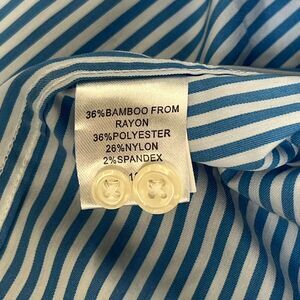 36%BAMBOO FROM
RAYON
36%POLYESTER
26%NYLON
2%SPANDEX